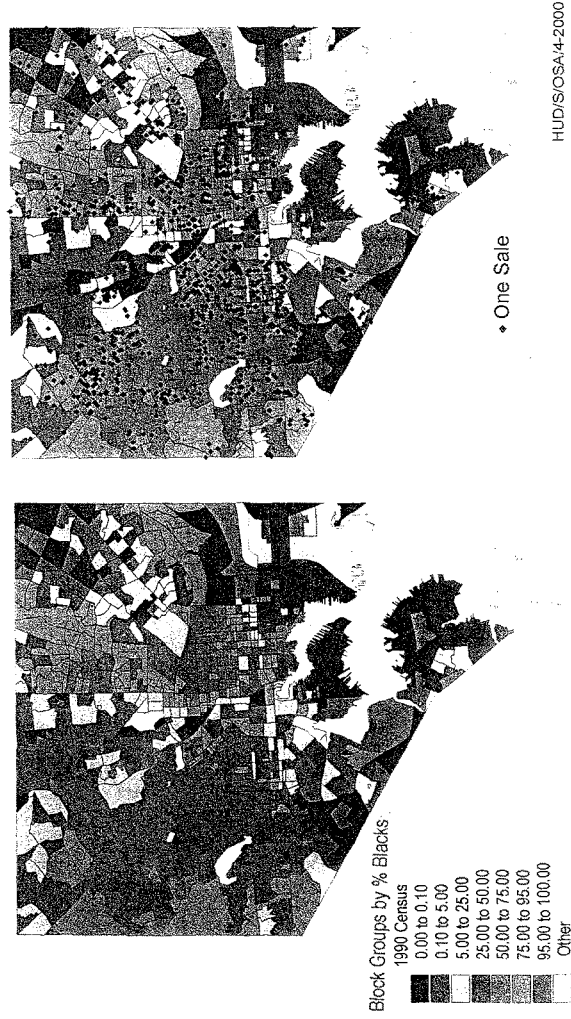 Block Groups by % Blacks
1990 Census
0.00 to 0.10
0.10 to 5.00
5.00 to 25.00
25.00 to 50.00
50.00 to 75.00
75.00 to 95.00
95.00 to 100.00
Other
One Sale
HUD/S/OSA/4-2000